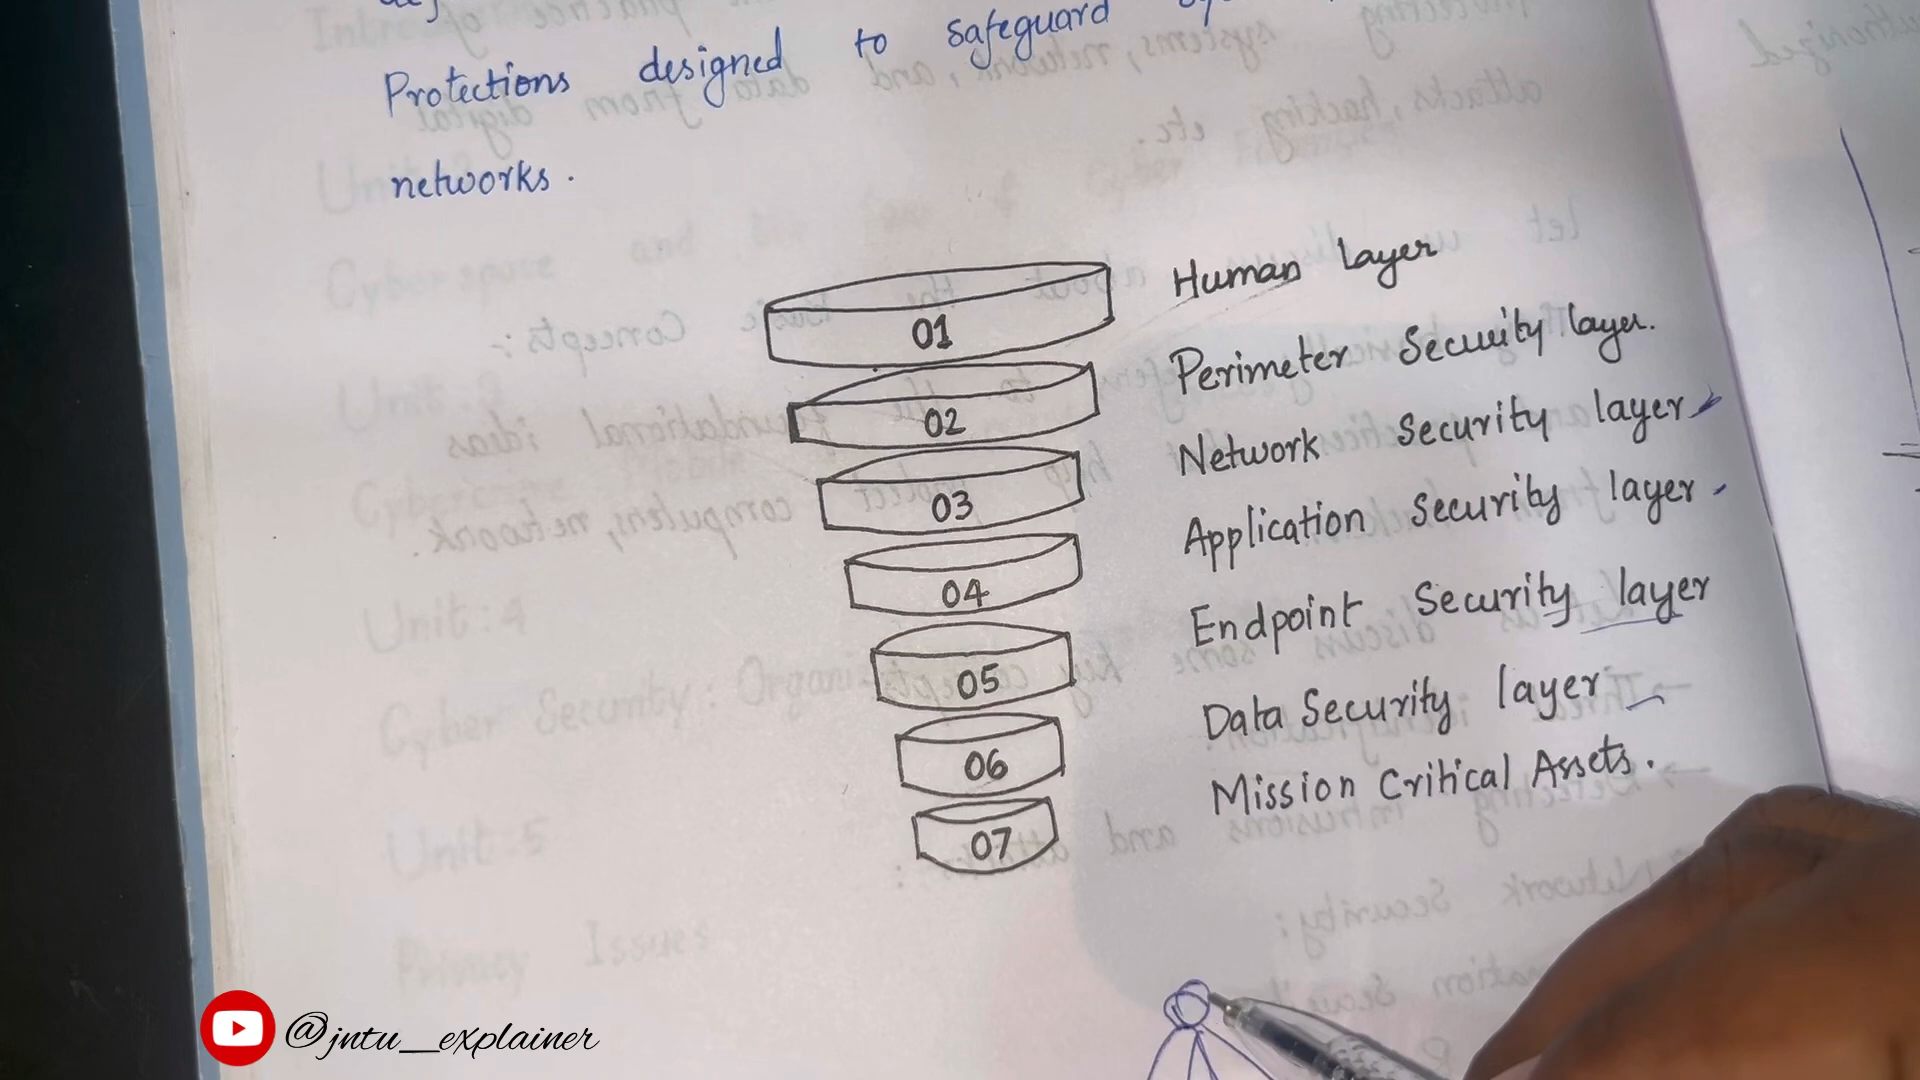 Protections designed to safeguard
networks.
01 Human layer
02 Perimeter Security layer.
03 Network Security layer
04 Application Security layer
05 Endpoint Security layer
06 Data Security layer
07 Mission Critical Assets.
@jntu_explainer